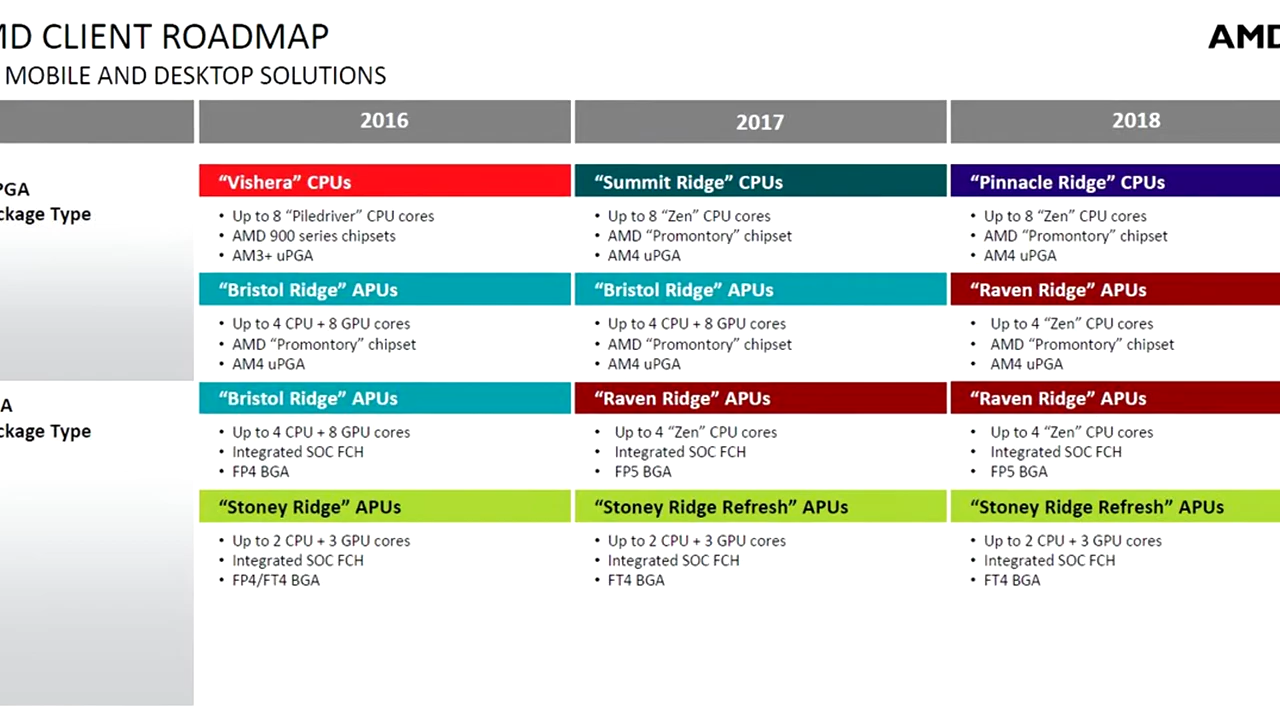 MD CLIENT ROADMAP
MOBILE AND DESKTOP SOLUTIONS
AMD
2016
2017
2018
PGA
ckage Type
"Vishera" CPUs
• Up to 8 "Piledriver" CPU cores
• AMD 900 series chipsets
• AM3+ uPGA
"Summit Ridge" CPUs
• Up to 8 "Zen" CPU cores
• AMD "Promontory" chipset
• AM4 uPGA
"Pinnacle Ridge" CPUs
• Up to 8 "Zen" CPU cores
• AMD "Promontory" chipset
• AM4 uPGA
"Bristol Ridge" APUs
• Up to 4 CPU + 8 GPU cores
• AMD "Promontory" chipset
• AM4 uPGA
"Bristol Ridge" APUs
• Up to 4 CPU + 8 GPU cores
• AMD "Promontory" chipset
• AM4 uPGA
"Raven Ridge" APUs
• Up to 4 "Zen" CPU cores
• AMD "Promontory" chipset
• AM4 uPGA
A
ckage Type
"Bristol Ridge" APUs
• Up to 4 CPU + 8 GPU cores
• Integrated SOC FCH
• FP4 BGA
"Raven Ridge" APUs
• Up to 4 "Zen" CPU cores
• Integrated SOC FCH
• FP5 BGA
"Raven Ridge" APUs
• Up to 4 "Zen" CPU cores
• Integrated SOC FCH
• FP5 BGA
"Stoney Ridge" APUs
• Up to 2 CPU + 3 GPU cores
• Integrated SOC FCH
• FP4/FT4 BGA
"Stoney Ridge Refresh" APUs
• Up to 2 CPU + 3 GPU cores
• Integrated SOC FCH
• FT4 BGA
"Stoney Ridge Refresh" APUs
• Up to 2 CPU + 3 GPU cores
• Integrated SOC FCH
• FT4 BGA